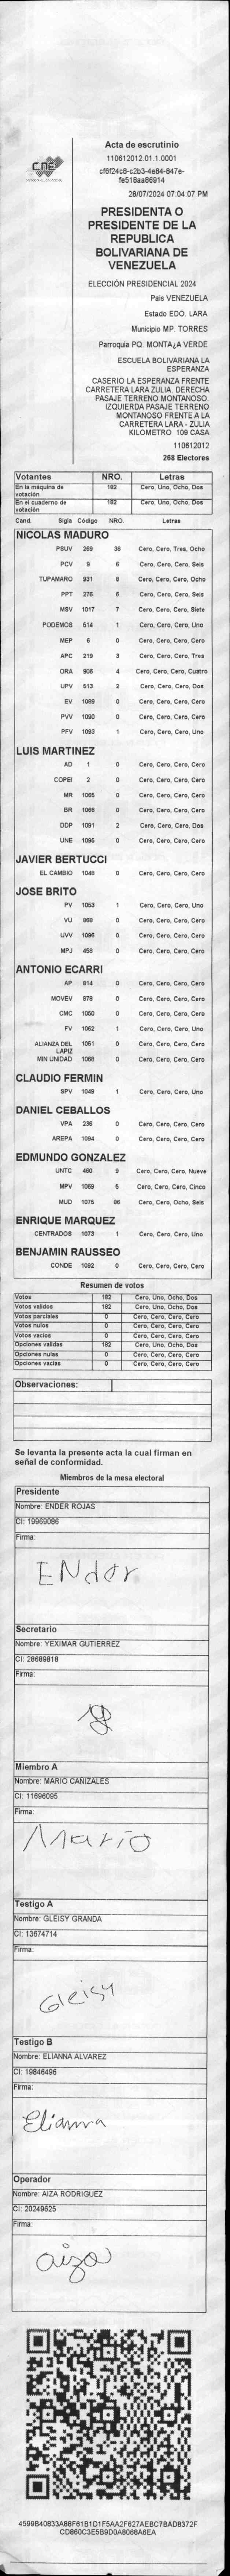 CNE
Acta de escrutinio
110612012.01.1.0001
cf6f24c6-c2b3-4e84-847e-
fe518aa86914
28/07/2024 07:04:07 PM
PRESIDENTA O
PRESIDENTE DE LA
REPUBLICA
BOLIVARIANA DE
VENEZUELA
ELECCIÓN PRESIDENCIAL 2024
País VENEZUELA
Estado EDO. LARA
Municipio MP. TORRES
Parroquia PQ. MONTA¿A VERDE
ESCUELA BOLIVARIANA LA
ESPERANZA
CASERIO LA ESPERANZA FRENTE
CARRETERA LARA ZULIA. DERECHA
PASAJE TERRENO MONTANOSO.
IZQUIERDA PASAJE TERRENO
MONTANOSO FRENTE A LA
CARRETERA LARA - ZULIA
KILOMETRO 109 CASA
110612012
268 Electores
Votantes NRO. Letras
En la máquina de votación 182 Cero, Uno, Ocho, Dos
En el cuaderno de votación 182 Cero, Uno, Ocho, Dos
Cand. Sigla Código NRO. Letras
NICOLAS MADURO
PSUV 269 38 Cero, Cero, Tres, Ocho
PCV 9 6 Cero, Cero, Cero, Seis
TUPAMARO 931 8 Cero, Cero, Cero, Ocho
PPT 276 6 Cero, Cero, Cero, Seis
MSV 1017 7 Cero, Cero, Cero, Siete
PODEMOS 514 1 Cero, Cero, Cero, Uno
MEP 6 0 Cero, Cero, Cero, Cero
APC 219 3 Cero, Cero, Cero, Tres
ORA 908 4 Cero, Cero, Cero, Cuatro
UPV 513 2 Cero, Cero, Cero, Dos
EV 1089 0 Cero, Cero, Cero, Cero
PVV 1090 0 Cero, Cero, Cero, Cero
PFV 1093 1 Cero, Cero, Cero, Uno
LUIS MARTINEZ
AD 1 0 Cero, Cero, Cero, Cero
COPEI 2 0 Cero, Cero, Cero, Cero
MR 1065 0 Cero, Cero, Cero, Cero
BR 1066 0 Cero, Cero, Cero, Cero
DDP 1091 2 Cero, Cero, Cero, Dos
UNE 1095 0 Cero, Cero, Cero, Cero
JAVIER BERTUCCI
EL CAMBIO 1048 0 Cero, Cero, Cero, Cero
JOSE BRITO
PV 1053 1 Cero, Cero, Cero, Uno
VU 968 0 Cero, Cero, Cero, Cero
UVV 1096 0 Cero, Cero, Cero, Cero
MPJ 458 0 Cero, Cero, Cero, Cero
ANTONIO ECARRI
AP 814 0 Cero, Cero, Cero, Cero
MOVEV 878 0 Cero, Cero, Cero, Cero
CMC 1050 0 Cero, Cero, Cero, Cero
FV 1052 1 Cero, Cero, Cero, Uno
ALIANZA DEL LAPIZ 1051 0 Cero, Cero, Cero, Cero
MIN UNIDAD 1068 0 Cero, Cero, Cero, Cero
CLAUDIO FERMIN
SPV 1049 1 Cero, Cero, Cero, Uno
DANIEL CEBALLOS
VPA 236 0 Cero, Cero, Cero, Cero
AREPA 1094 0 Cero, Cero, Cero, Cero
EDMUNDO GONZALEZ
UNTC 460 9 Cero, Cero, Cero, Nueve
MPV 1069 5 Cero, Cero, Cero, Cinco
MUD 1075 86 Cero, Cero, Ocho, Seis
ENRIQUE MARQUEZ
CENTRADOS 1073 1 Cero, Cero, Cero, Uno
BENJAMIN RAUSSEO
CONDE 1092 0 Cero, Cero, Cero, Cero
Resumen de votos
Votos 182 Cero, Uno, Ocho, Dos
Votos validos 182 Cero, Uno, Ocho, Dos
Votos parciales 0 Cero, Cero, Cero, Cero
Votos nulos 0 Cero, Cero, Cero, Cero
Votos vacios 0 Cero, Cero, Cero, Cero
Opciones validas 182 Cero, Uno, Ocho, Dos
Opciones nulas 0 Cero, Cero, Cero, Cero
Opciones vacias 0 Cero, Cero, Cero, Cero
Observaciones:
Se levanta la presente acta la cual firman en
señal de conformidad.
Miembros de la mesa electoral
Presidente
Nombre: ENDER ROJAS
CI: 19969086
Firma:
ENder
Secretario
Nombre: YEXIMAR GUTIERREZ
CI: 28689818
Firma:
Miembro A
Nombre: MARIO CAÑIZALES
CI: 11696095
Firma:
Mario
Testigo A
Nombre: GLEISY GRANDA
CI: 13674714
Firma:
Gleisy
Testigo B
Nombre: ELIANNA ALVAREZ
CI: 19846496
Firma:
Elianna
Operador
Nombre: AIZA RODRIGUEZ
CI: 20249625
Firma:
aiza
4599B40833A88F61B1D1F5AA2F627AEBC7BAD8372F
CD860C3E5B9D0A8068A6EA